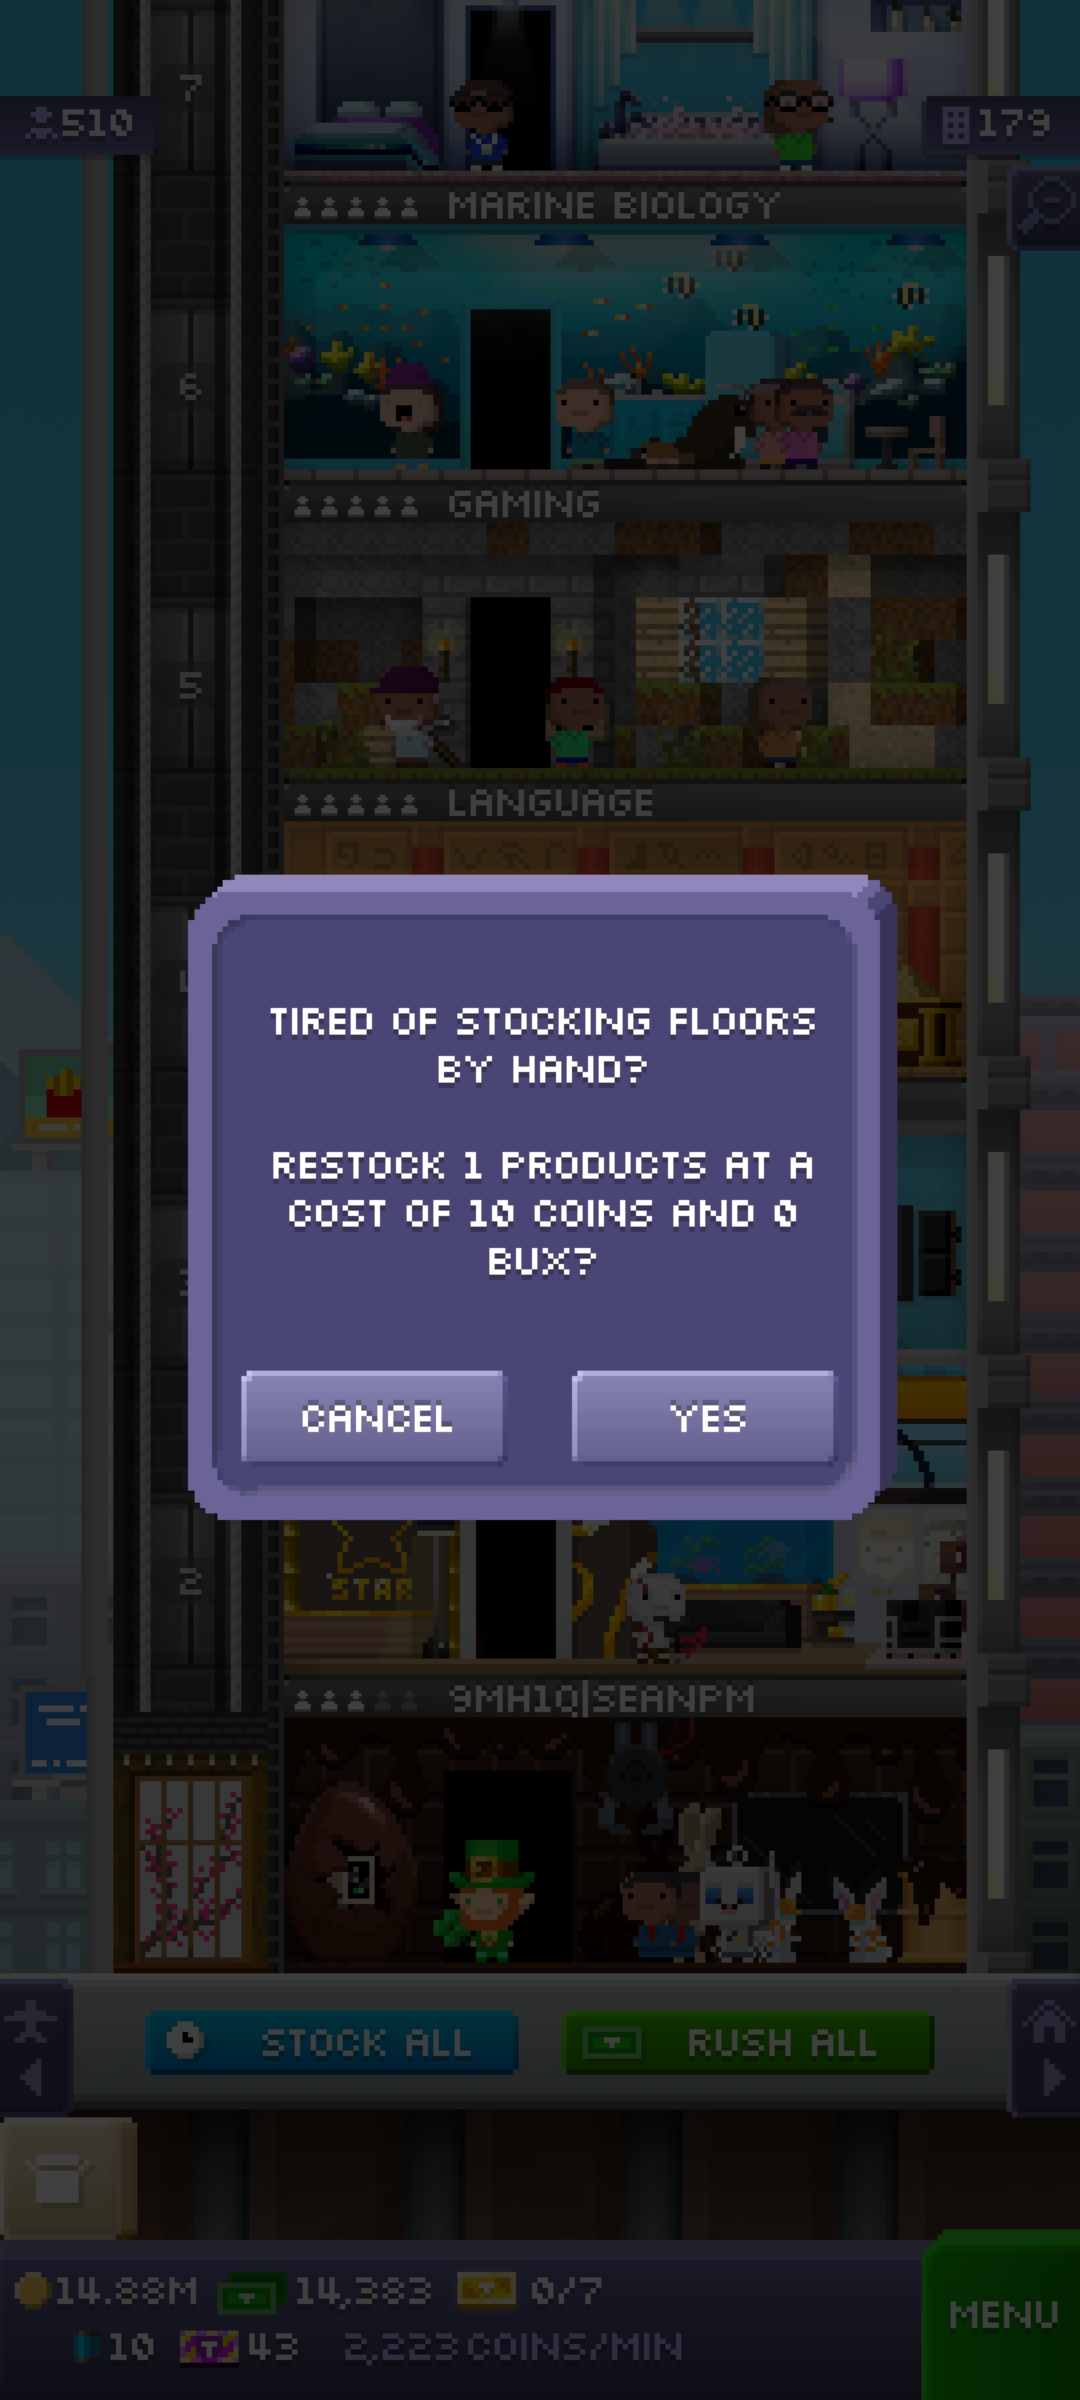 7
510
179
MARINE BIOLOGY
6
GAMING
5
LANGUAGE
TIRED OF STOCKING FLOORS
BY HAND?
RESTOCK 1 PRODUCTS AT A
COST OF 10 COINS AND 0
BUX?
CANCEL
YES
2
STAR
9MH1Q|SEANPM
STOCK ALL
RUSH ALL
14.88M
14,383
0/7
MENU
10
43
2,223 COINS/MIN